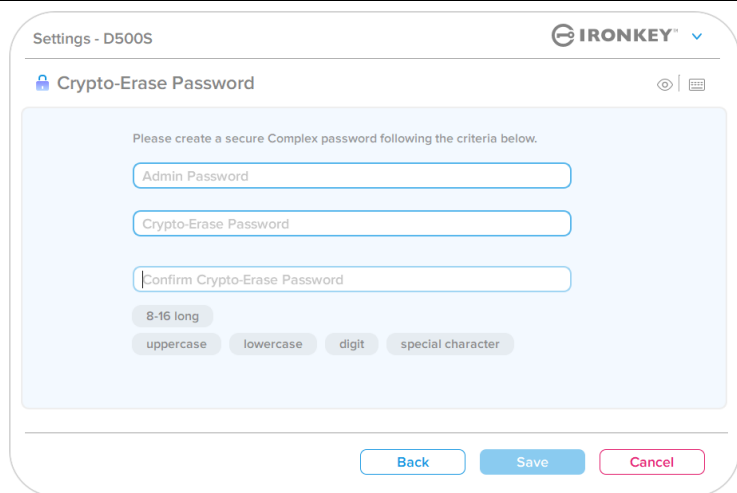 Settings - D500S
IRONKEY™
Crypto-Erase Password
Please create a secure Complex password following the criteria below.
Admin Password
Crypto-Erase Password
Confirm Crypto-Erase Password
8-16 long
uppercase lowercase digit special character
Back Save Cancel